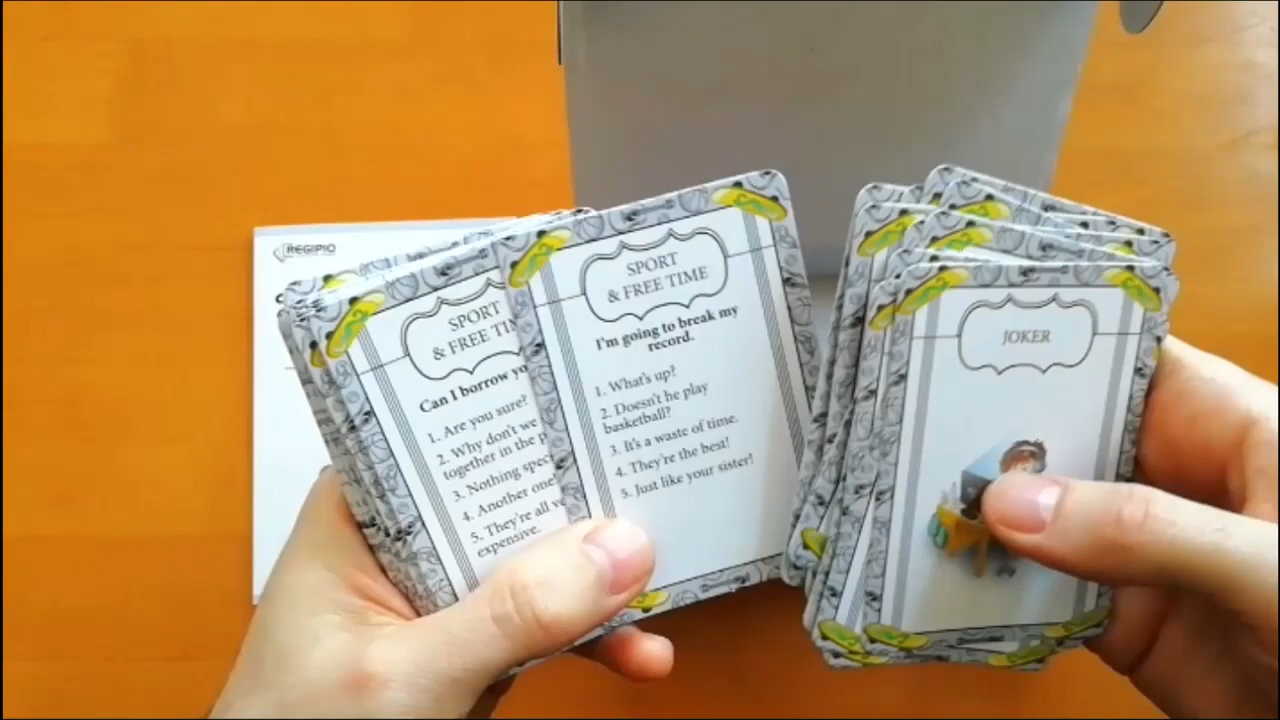 REGIPIO
SPORT
& FREE
Can I borrow
1. Are you sure?
2. Why don't we
together in the
3. Nothing
4. Another one
5. They're all
expensive.
SPORT
& FREE TIME
I'm going to break my
record.
1. What's up?
2. Doesn't he play
basketball?
3. It's a waste of time.
4. They're the best!
5. Just like your sister!
JOKER